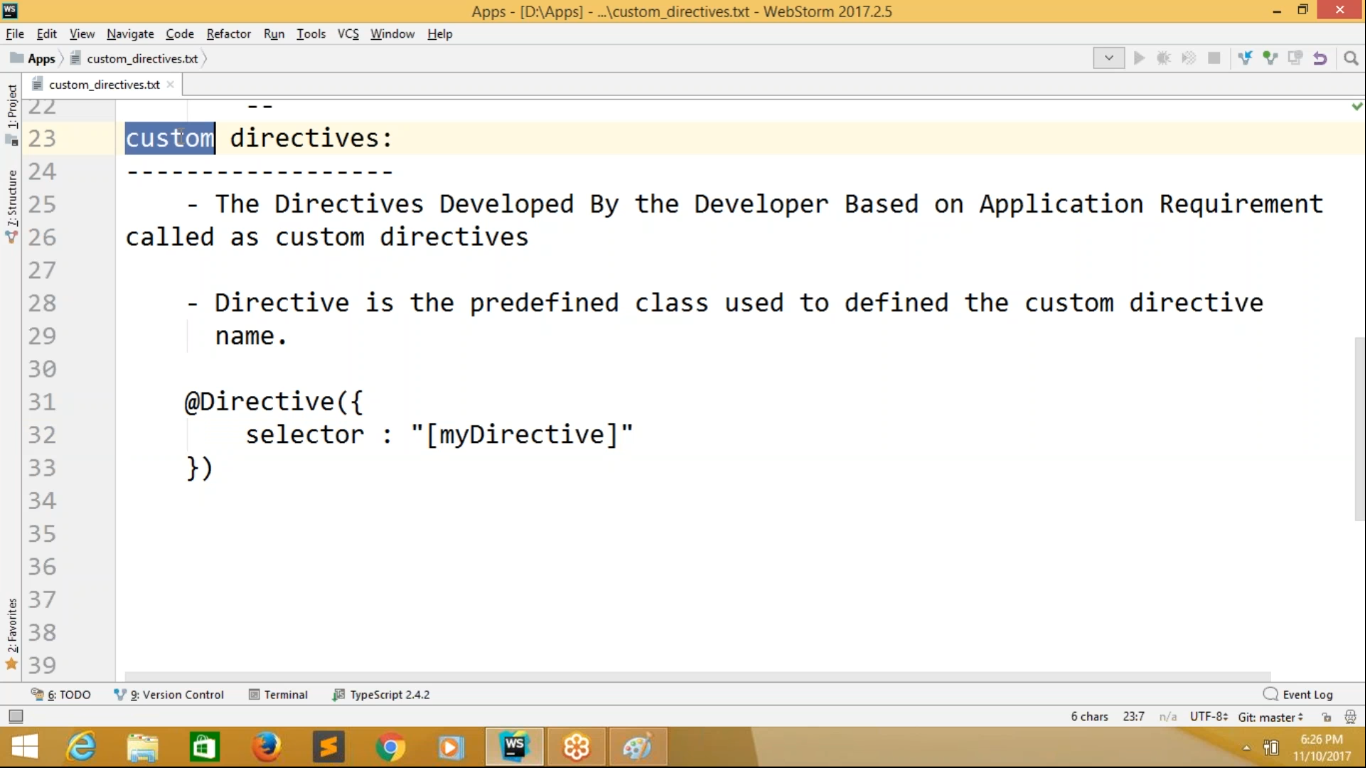 Apps - [D:\Apps] - ...\custom_directives.txt - WebStorm 2017.2.5
File Edit View Navigate Code Refactor Run Tools VCS Window Help
Apps custom_directives.txt
custom_directives.txt
1: Project
7: Structure
2: Favorites
22 --
23 custom directives:
24 ------------------
25 - The Directives Developed By the Developer Based on Application Requirement
26 called as custom directives
27
28 - Directive is the predefined class used to defined the custom directive
29 name.
30
31 @Directive({
32 selector : "[myDirective]"
33 })
34
35
36
37
38
39
6: TODO 9: Version Control Terminal TypeScript 2.4.2 Event Log
6 chars 23:7 n/a UTF-8 Git: master
WS
6:26 PM
11/10/2017